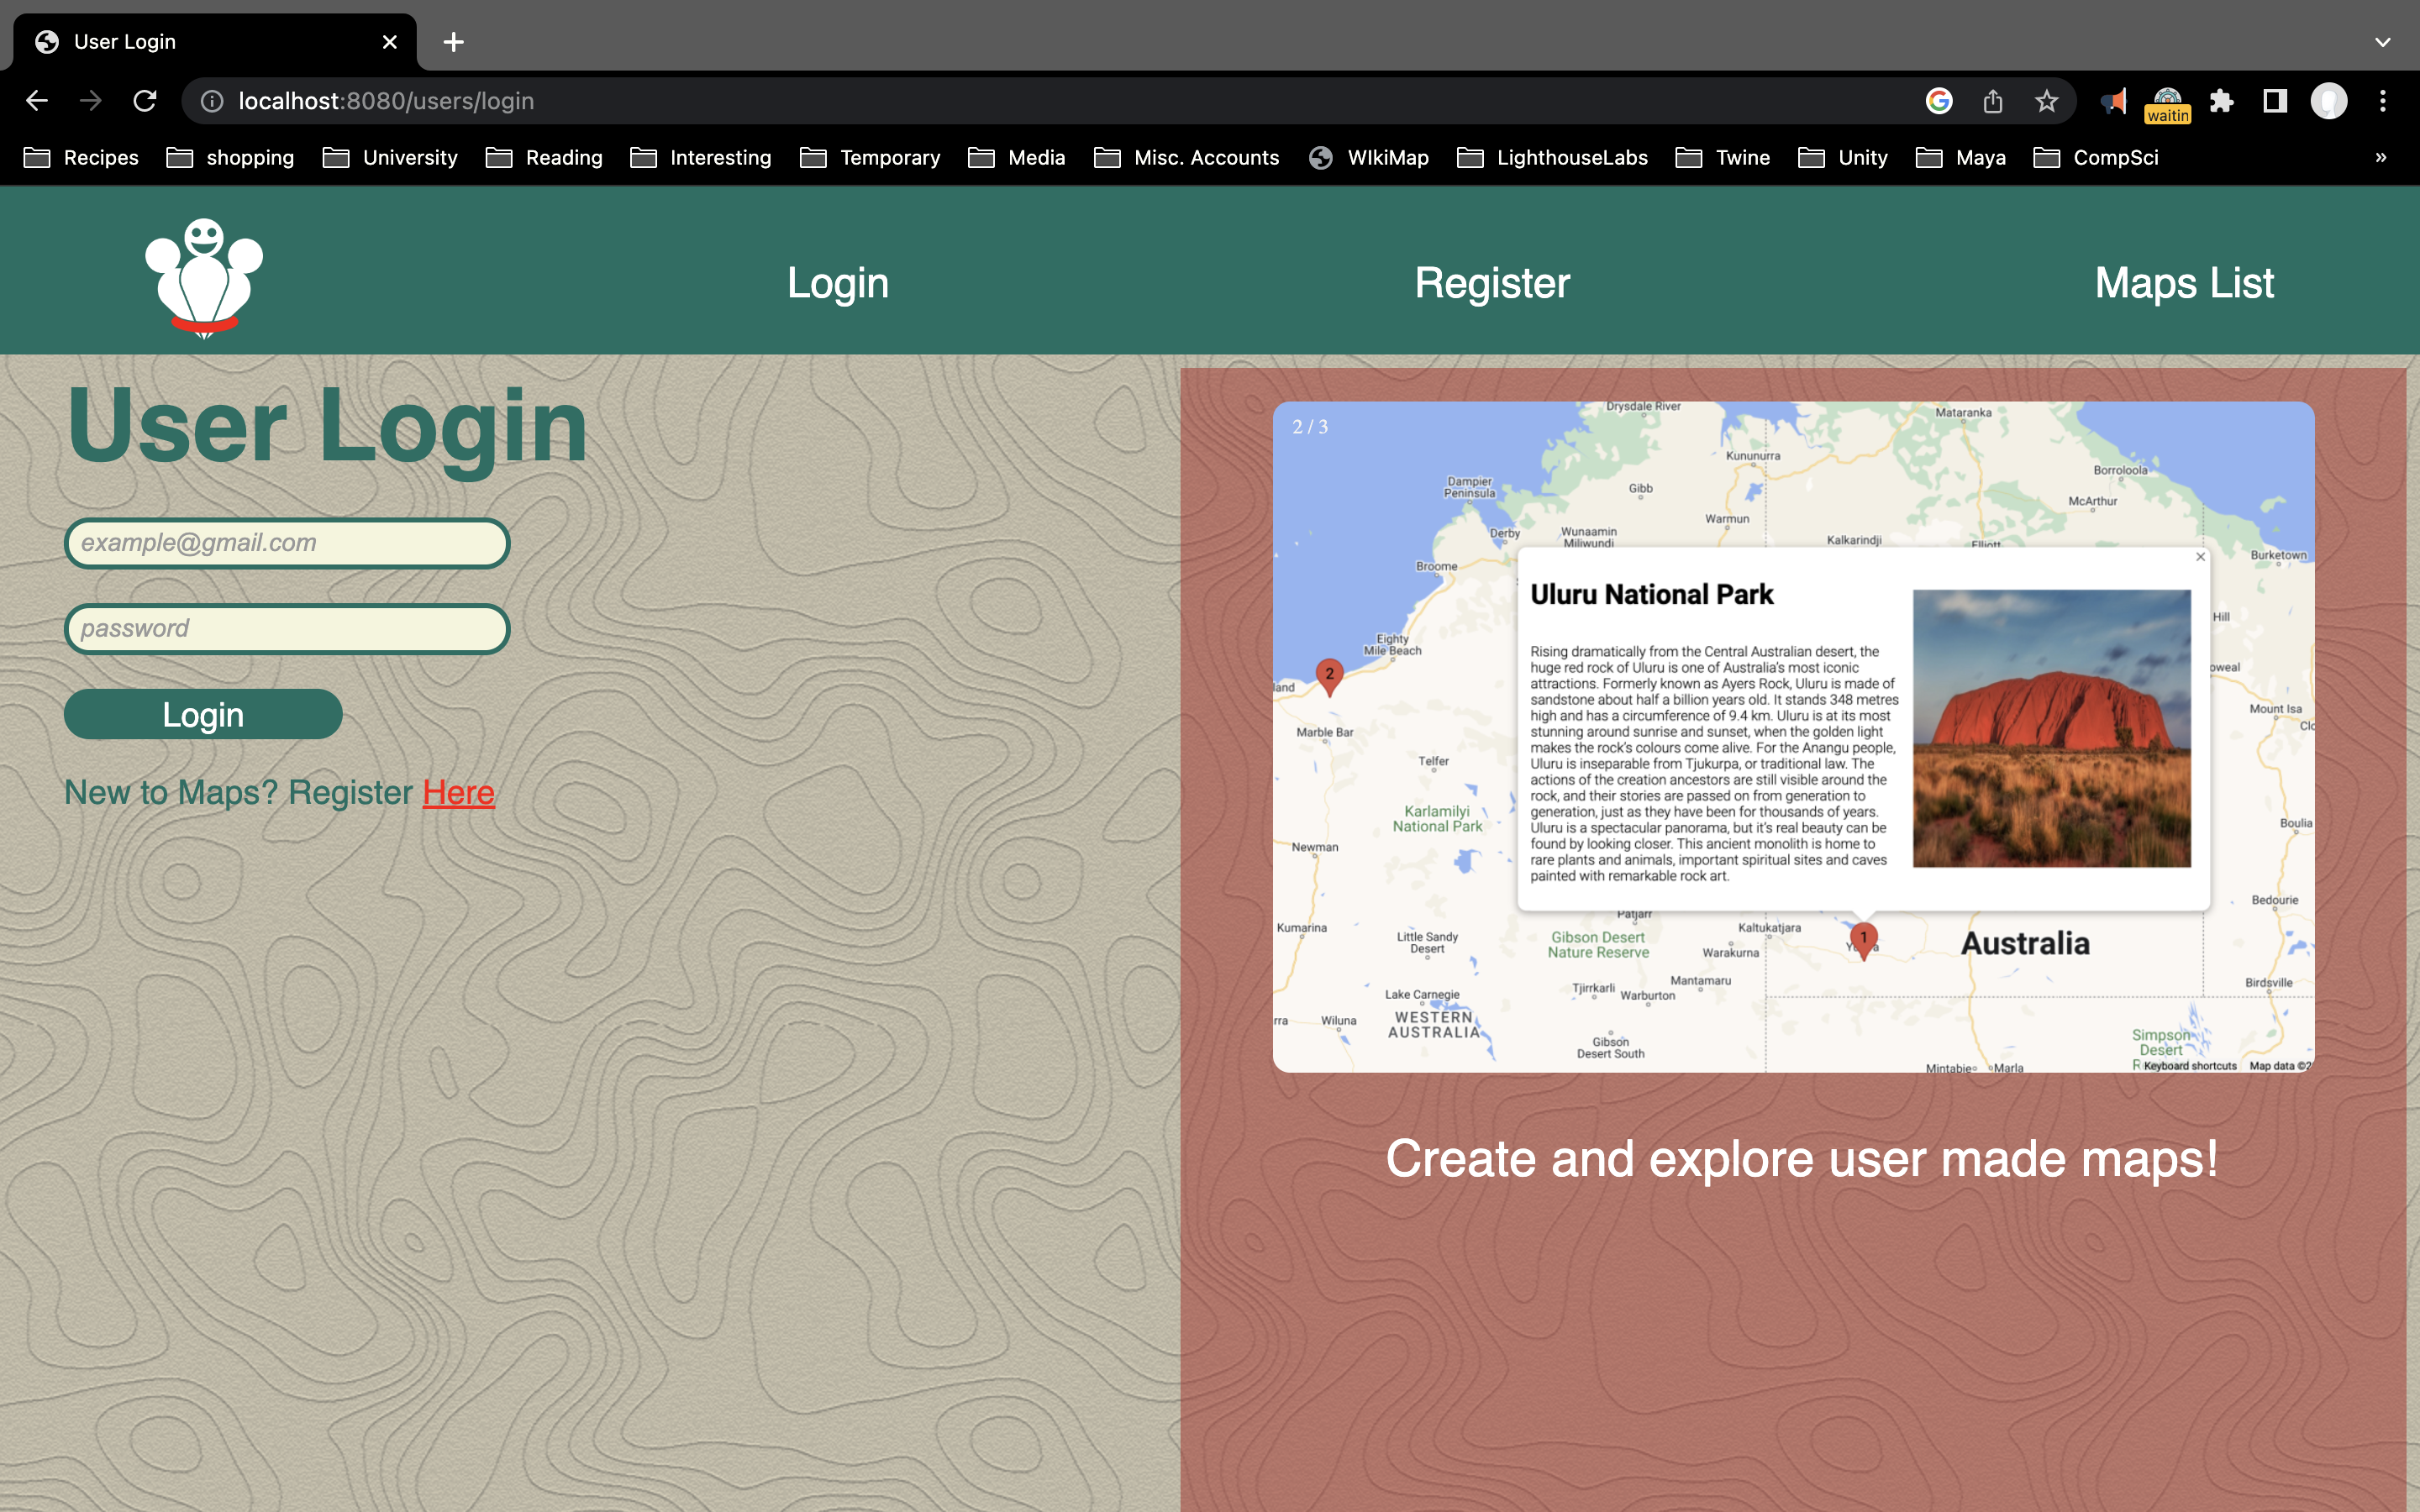 User Login
localhost:8080/users/login
waitin
Recipes shopping University Reading Interesting Temporary Media Misc. Accounts WIkiMap LighthouseLabs Twine Unity Maya CompSci »
Login Register Maps List
User Login
example@gmail.com
password
Login
New to Maps? Register Here
2 / 3
Drysdale River
Mataranka
Kununurra
Borroloola
Dampier
Peninsula
Gibb
McArthur
Warmun
Derby
Wunaamin
Miliwundi
Kalkarindji
Elliott
Burketown
Broome
Uluru National Park
Rising dramatically from the Central Australian desert, the
huge red rock of Uluru is one of Australia's most iconic
attractions. Formerly known as Ayers Rock, Uluru is made of
sandstone about half a billion years old. It stands 348 metres
high and has a circumference of 9.4 km. Uluru is at its most
stunning around sunrise and sunset, when the golden light
makes the rock's colours come alive. For the Anangu people,
Uluru is inseparable from Tjukurpa, or traditional law. The
actions of the creation ancestors are still visible around the
rock, and their stories are passed on from generation to
generation, just as they have been for thousands of years.
Uluru is a spectacular panorama, but it's real beauty can be
found by looking closer. This ancient monolith is home to
rare plants and animals, important spiritual sites and caves
painted with remarkable rock art.
Hill
Eighty
Mile Beach
2
land
oweal
Mount Isa
Clo
Marble Bar
Telfer
Karlamilyi
National Park
Boulia
Newman
Bedourie
Patjarr
Kumarina
Little Sandy
Desert
Gibson Desert
Nature Reserve
Kaltukatjara
Warakurna
1
Australia
Mantamaru
Birdsville
Tjirrkarli
Warburton
Lake Carnegie
rra
Wiluna
WESTERN
AUSTRALIA
Gibson
Desert South
Simpson
Desert
Mintabie
Marla
Keyboard shortcuts
Map data ©2
Create and explore user made maps!